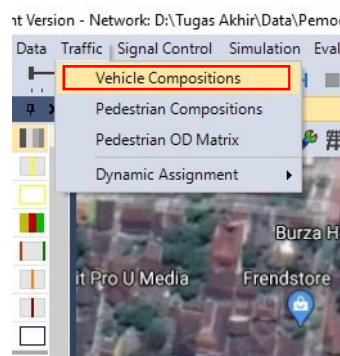 nt Version - Network: D:\Tugas Akhir\Data\Pemo
Data Traffic Signal Control Simulation Eval
Vehicle Compositions
Pedestrian Compositions
Pedestrian OD Matrix
Dynamic Assignment
Burza H
it Pro U Media Frendstore